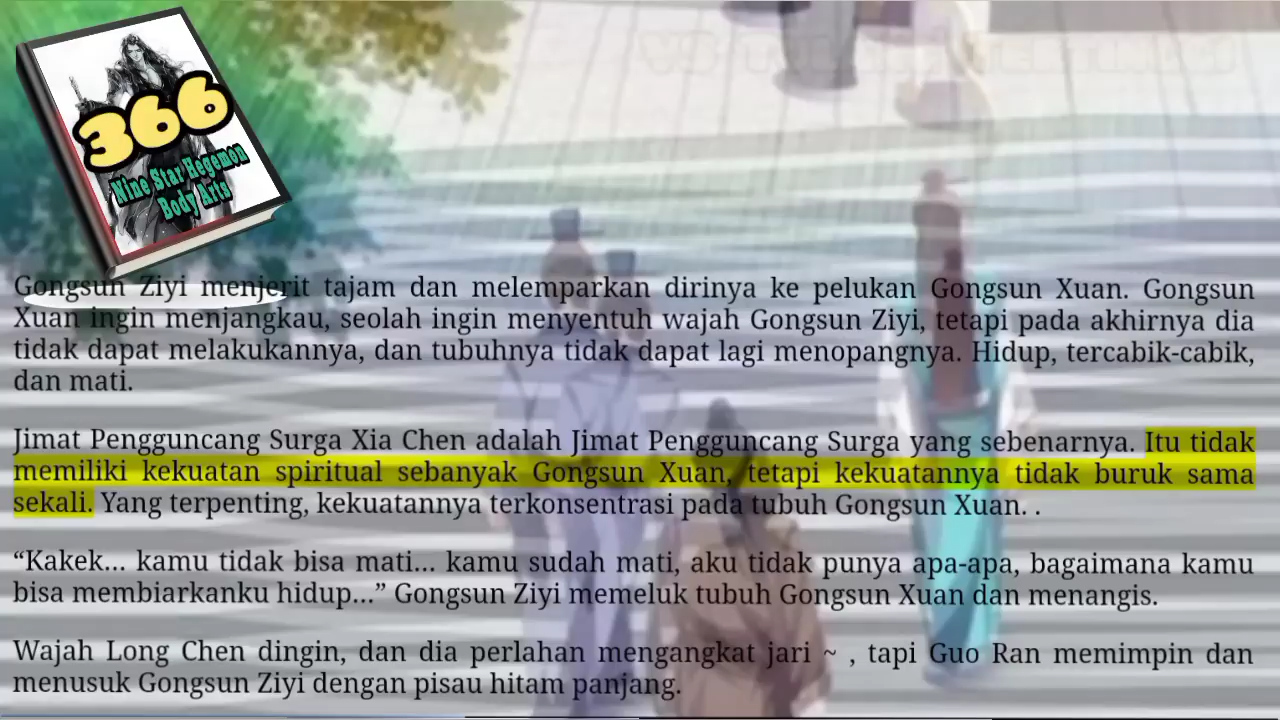 366
Nine Star Hegemon
Body Arts
Gongsun Ziyi menjerit tajam dan melemparkan dirinya ke pelukan Gongsun Xuan. Gongsun
Xuan ingin menjangkau, seolah ingin menyentuh wajah Gongsun Ziyi, tetapi pada akhirnya dia
tidak dapat melakukannya, dan tubuhnya tidak dapat lagi menopangnya. Hidup, tercabik-cabik,
dan mati.
Jimat Pengguncang Surga Xia Chen adalah Jimat Pengguncang Surga yang sebenarnya. Itu tidak
memiliki kekuatan spiritual sebanyak Gongsun Xuan, tetapi kekuatannya tidak buruk sama
sekali. Yang terpenting, kekuatannya terkonsentrasi pada tubuh Gongsun Xuan. .
“Kakek... kamu tidak bisa mati... kamu sudah mati, aku tidak punya apa-apa, bagaimana kamu
bisa membiarkanku hidup...” Gongsun Ziyi memeluk tubuh Gongsun Xuan dan menangis.
Wajah Long Chen dingin, dan dia perlahan mengangkat jari ~ , tapi Guo Ran memimpin dan
menusuk Gongsun Ziyi dengan pisau hitam panjang.